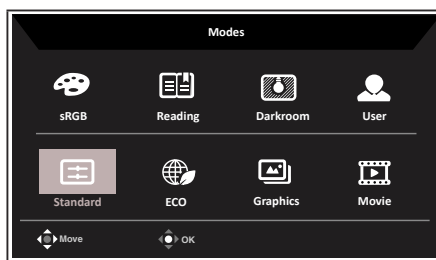 Modes
sRGB Reading Darkroom User
Standard ECO Graphics Movie
Move OK